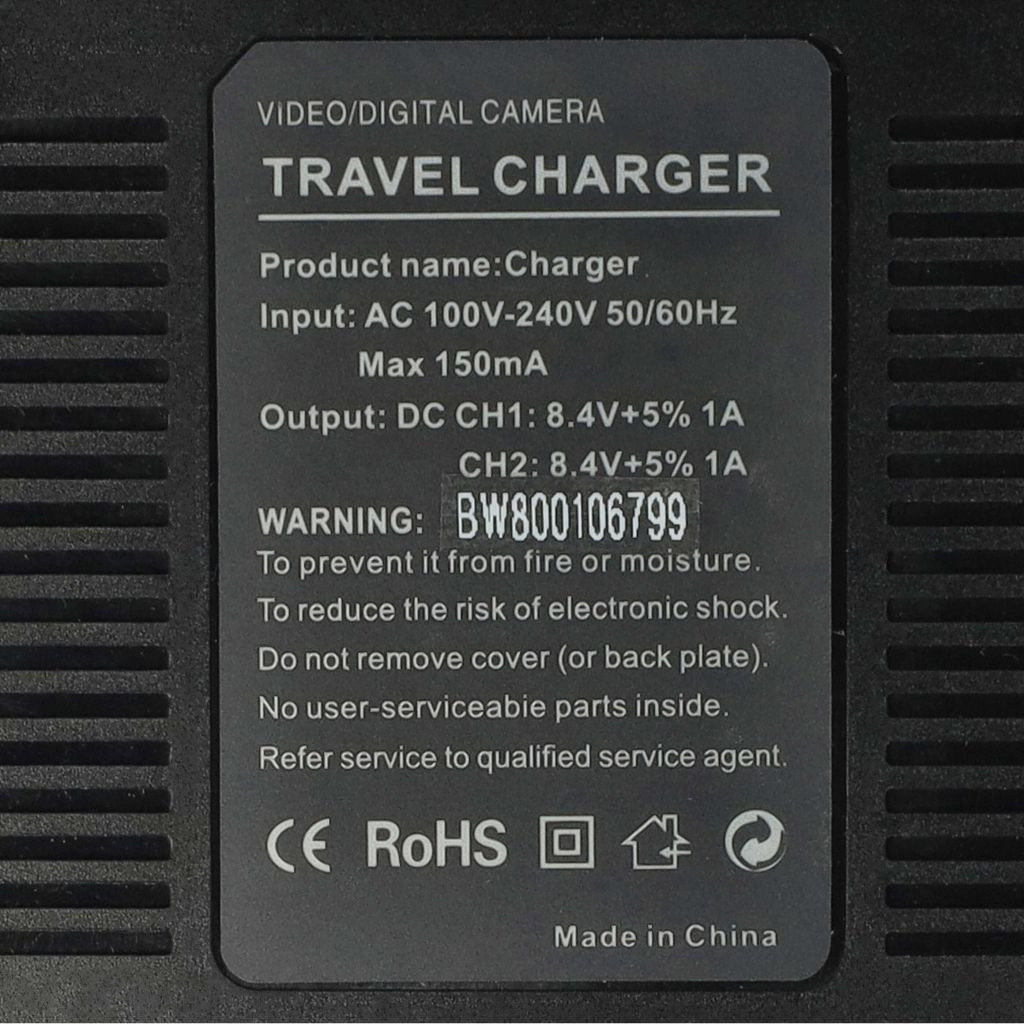 VIDEO/DIGITAL CAMERA
TRAVEL CHARGER
Product name:Charger
Input: AC 100V-240V 50/60Hz
Max 150mA
Output: DC CH1: 8.4V+5% 1A
CH2: 8.4V+5% 1A
WARNING: BW800106799
To prevent it from fire or moisture.
To reduce the risk of electronic shock.
Do not remove cover (or back plate).
No user-serviceabie parts inside.
Refer service to qualified service agent.
CE RoHS
Made in China